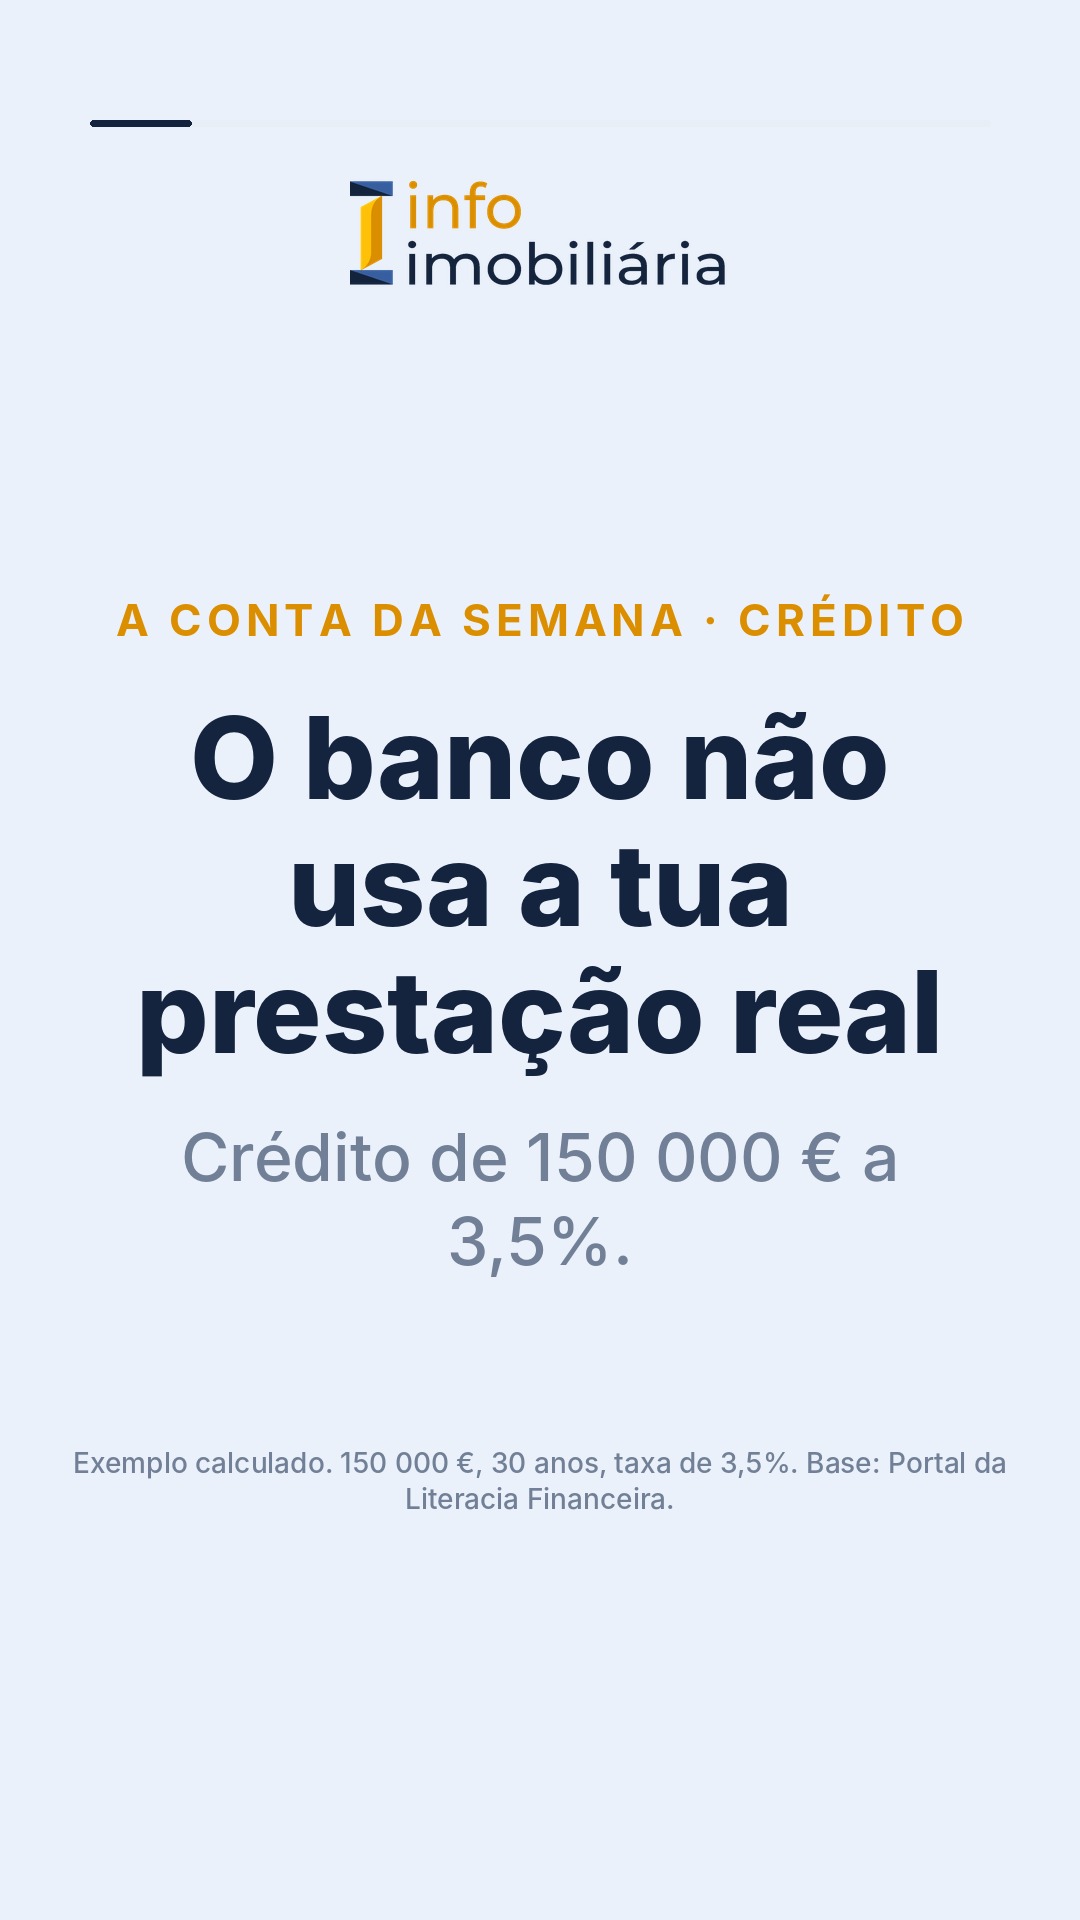 info
imobiliária
A CONTA DA SEMANA · CRÉDITO
O banco não
usa a tua
prestação real
Crédito de 150 000 € a
3,5%.
Exemplo calculado. 150 000 €, 30 anos, taxa de 3,5%. Base: Portal da
Literacia Financeira.